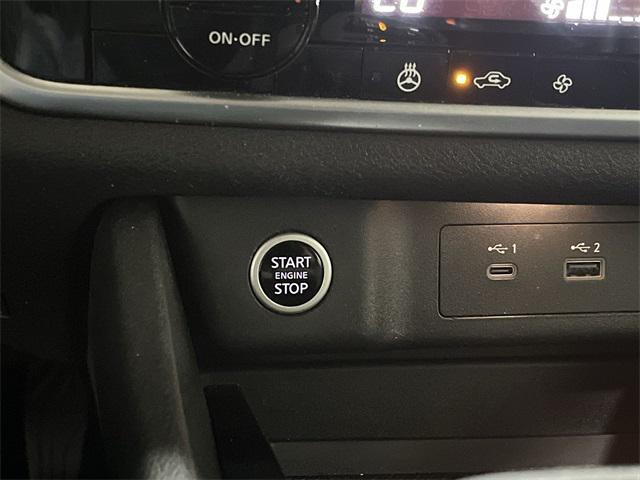 ON·OFF
1
2
START
ENGINE
STOP